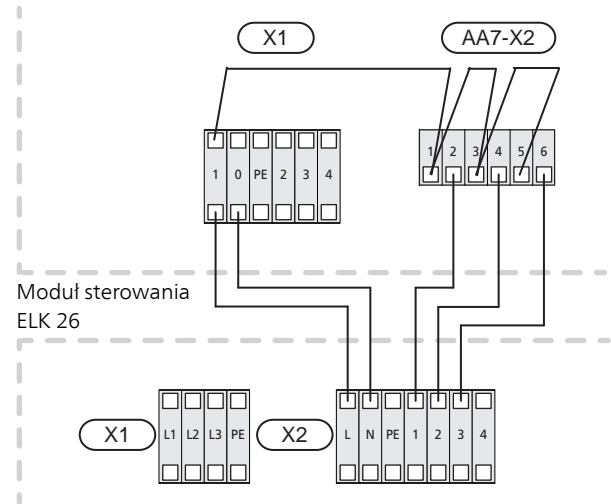 X1 AA7-X2
1 0 PE 2 3 4 1 2 3 4 5 6
Moduł sterowania
ELK 26
X1 L1 L2 L3 PE X2 L N PE 1 2 3 4